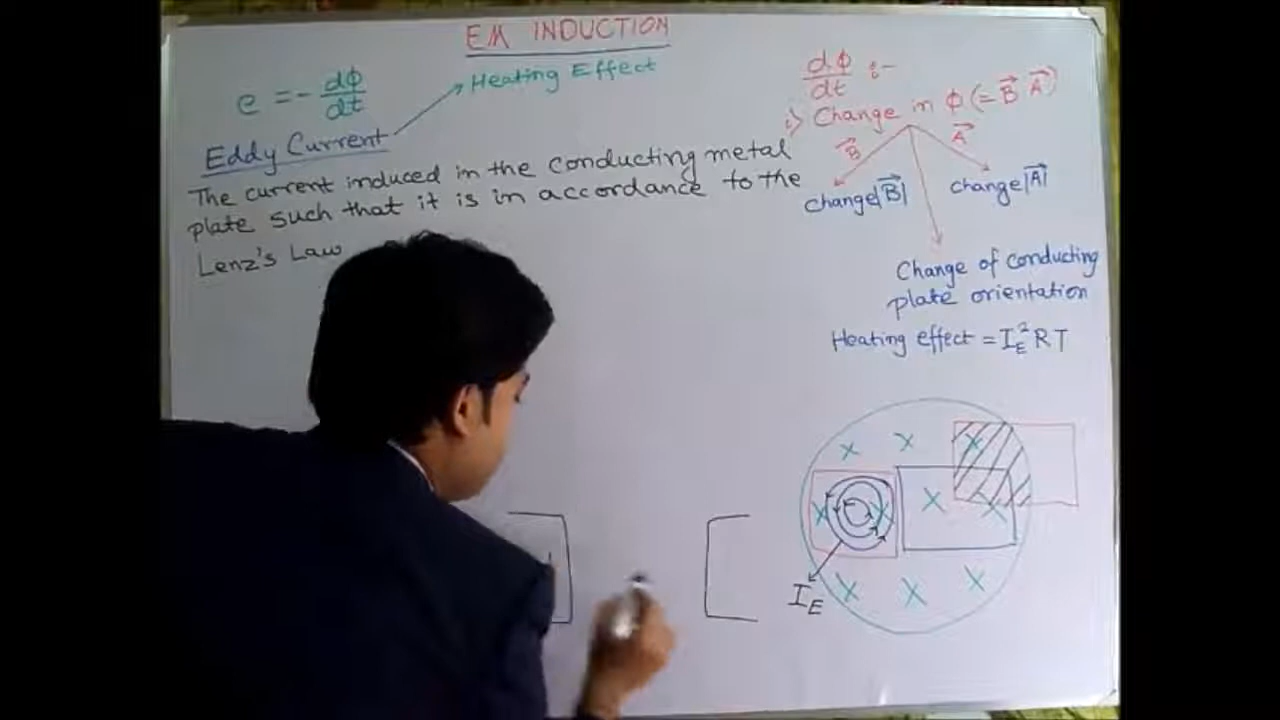 EM INDUCTION
e = - dΦ/dt
Heating Effect
Eddy Current
The current induced in the conducting metal
plate such that it is in accordance to the
Lenz's Law
dΦ/dt :-
i) Change in Φ (= B⃗ A⃗)
B⃗ A⃗
Change|B⃗| Change|A⃗|
Change of conducting
plate orientation
Heating effect = I_E² R T
x x x
x x x x
x x x
I_E